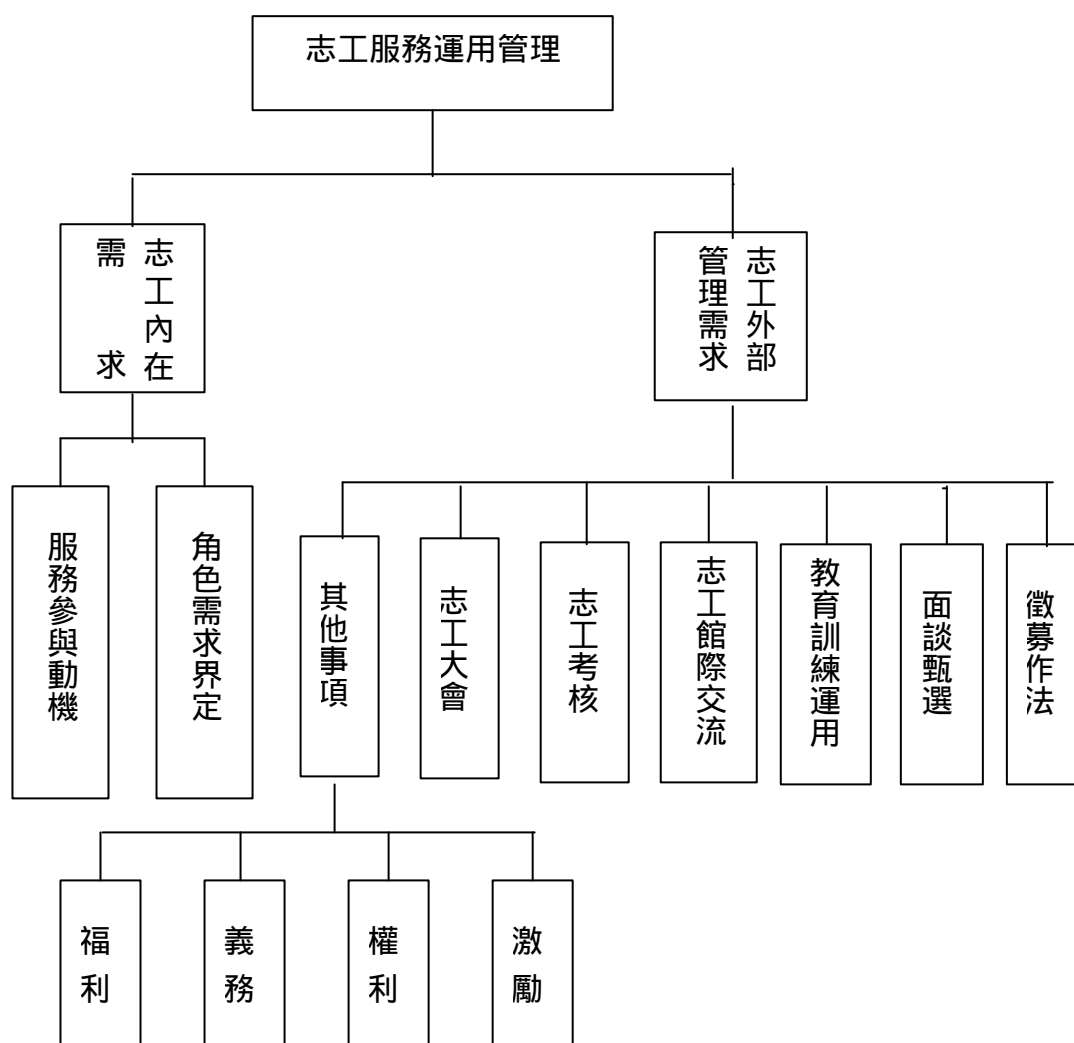 志工服務運用管理
志工內在
需求
志工外部
管理需求
服務參與動機
角色需求界定
其他事項
志工大會
志工考核
志工館際交流
教育訓練運用
面談甄選
徵募作法
福利
義務
權利
激勵